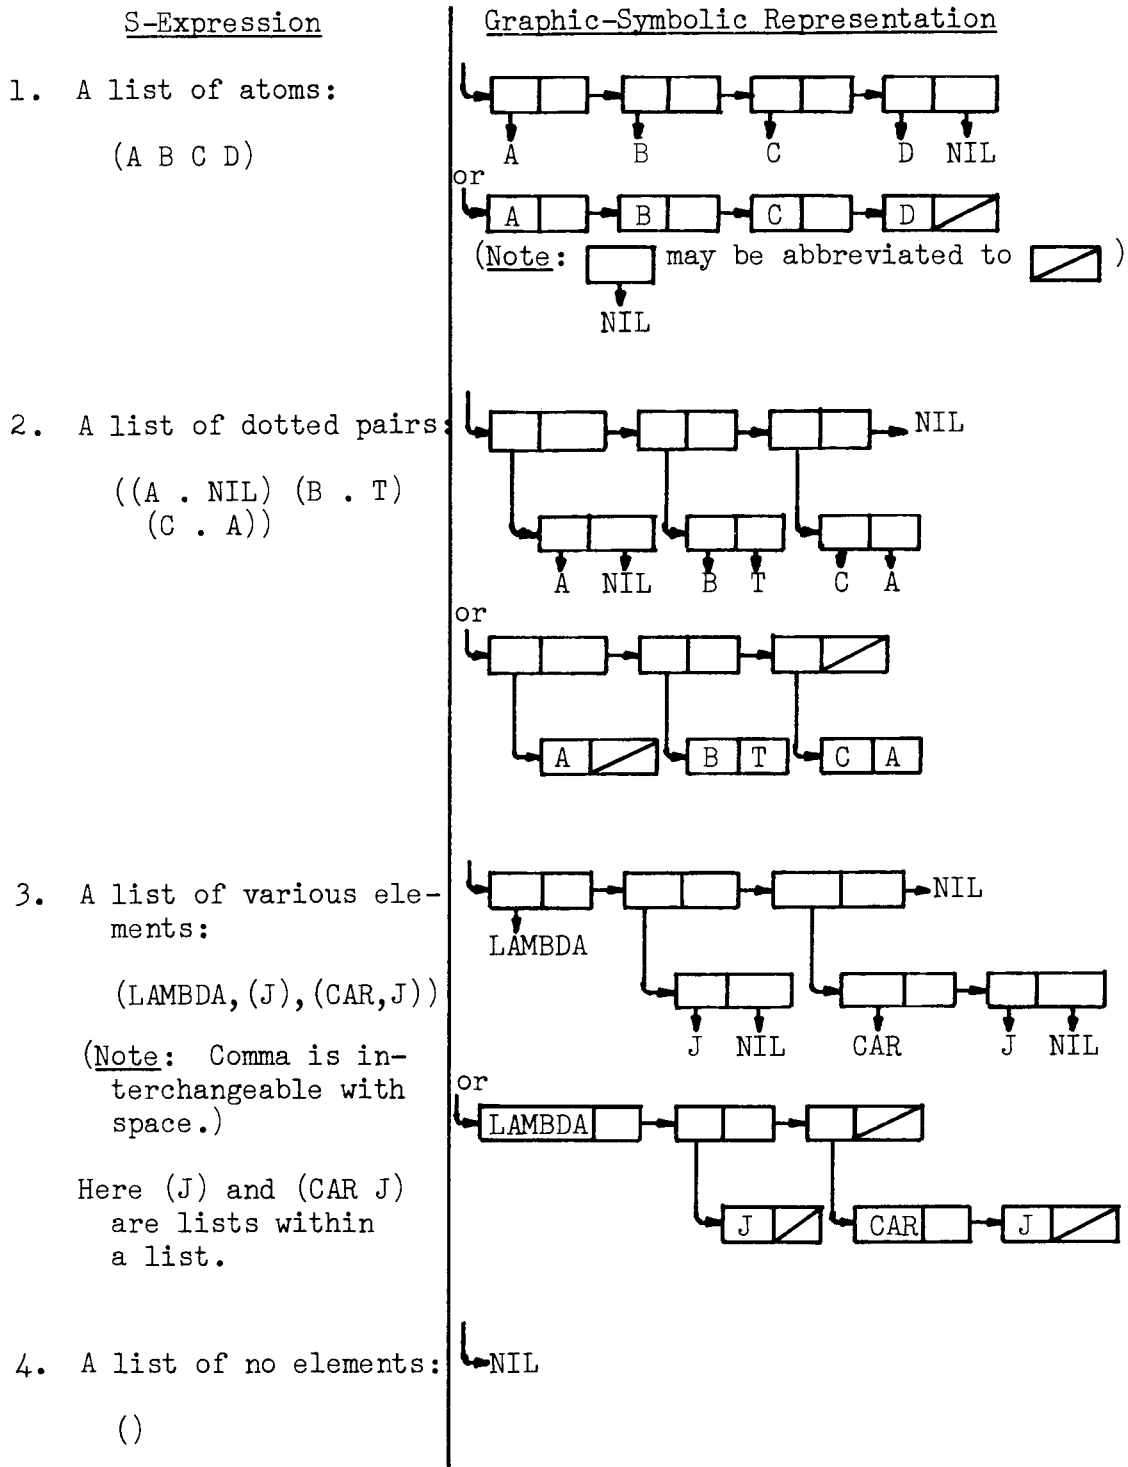 S-Expression
Graphic-Symbolic Representation
1. A list of atoms:
(A B C D)
A B C D NIL
or
A B C D
(Note: may be abbreviated to )
NIL
2. A list of dotted pairs:
((A . NIL) (B . T)
(C . A))
NIL
A NIL B T C A
or
A B T C A
3. A list of various ele-
ments:
(LAMBDA,(J),(CAR,J))
(Note: Comma is in-
terchangeable with
space.)
Here (J) and (CAR J)
are lists within
a list.
NIL
LAMBDA
J NIL CAR J NIL
or
LAMBDA
J CAR J
4. A list of no elements:
()
NIL